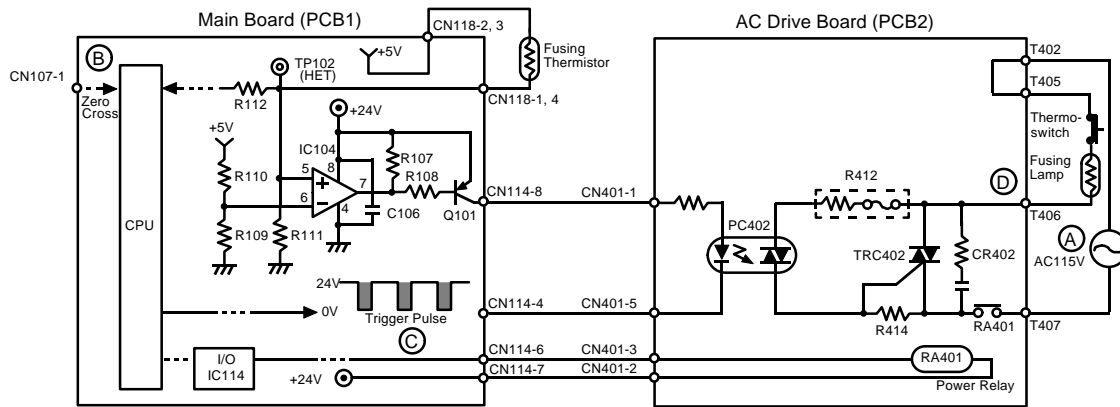 Main Board (PCB1)
AC Drive Board (PCB2)
CN118-2, 3
+5V
Fusing
Thermistor
B
CN107-1
Zero
Cross
TP102
(HET)
R112
CN118-1, 4
+24V
+5V
IC104
R107
R108
8
5
6
7
4
R110
C106
Q101
CPU
R109
R111
CN114-8
CN401-1
24V
0V
Trigger Pulse
C
CN114-4
CN401-5
I/O
IC114
+24V
CN114-6
CN401-3
CN114-7
CN401-2
PC402
R412
TRC402
CR402
R414
RA401
RA401
Power Relay
T402
T405
Thermo-
switch
Fusing
Lamp
D
T406
A
AC115V
T407